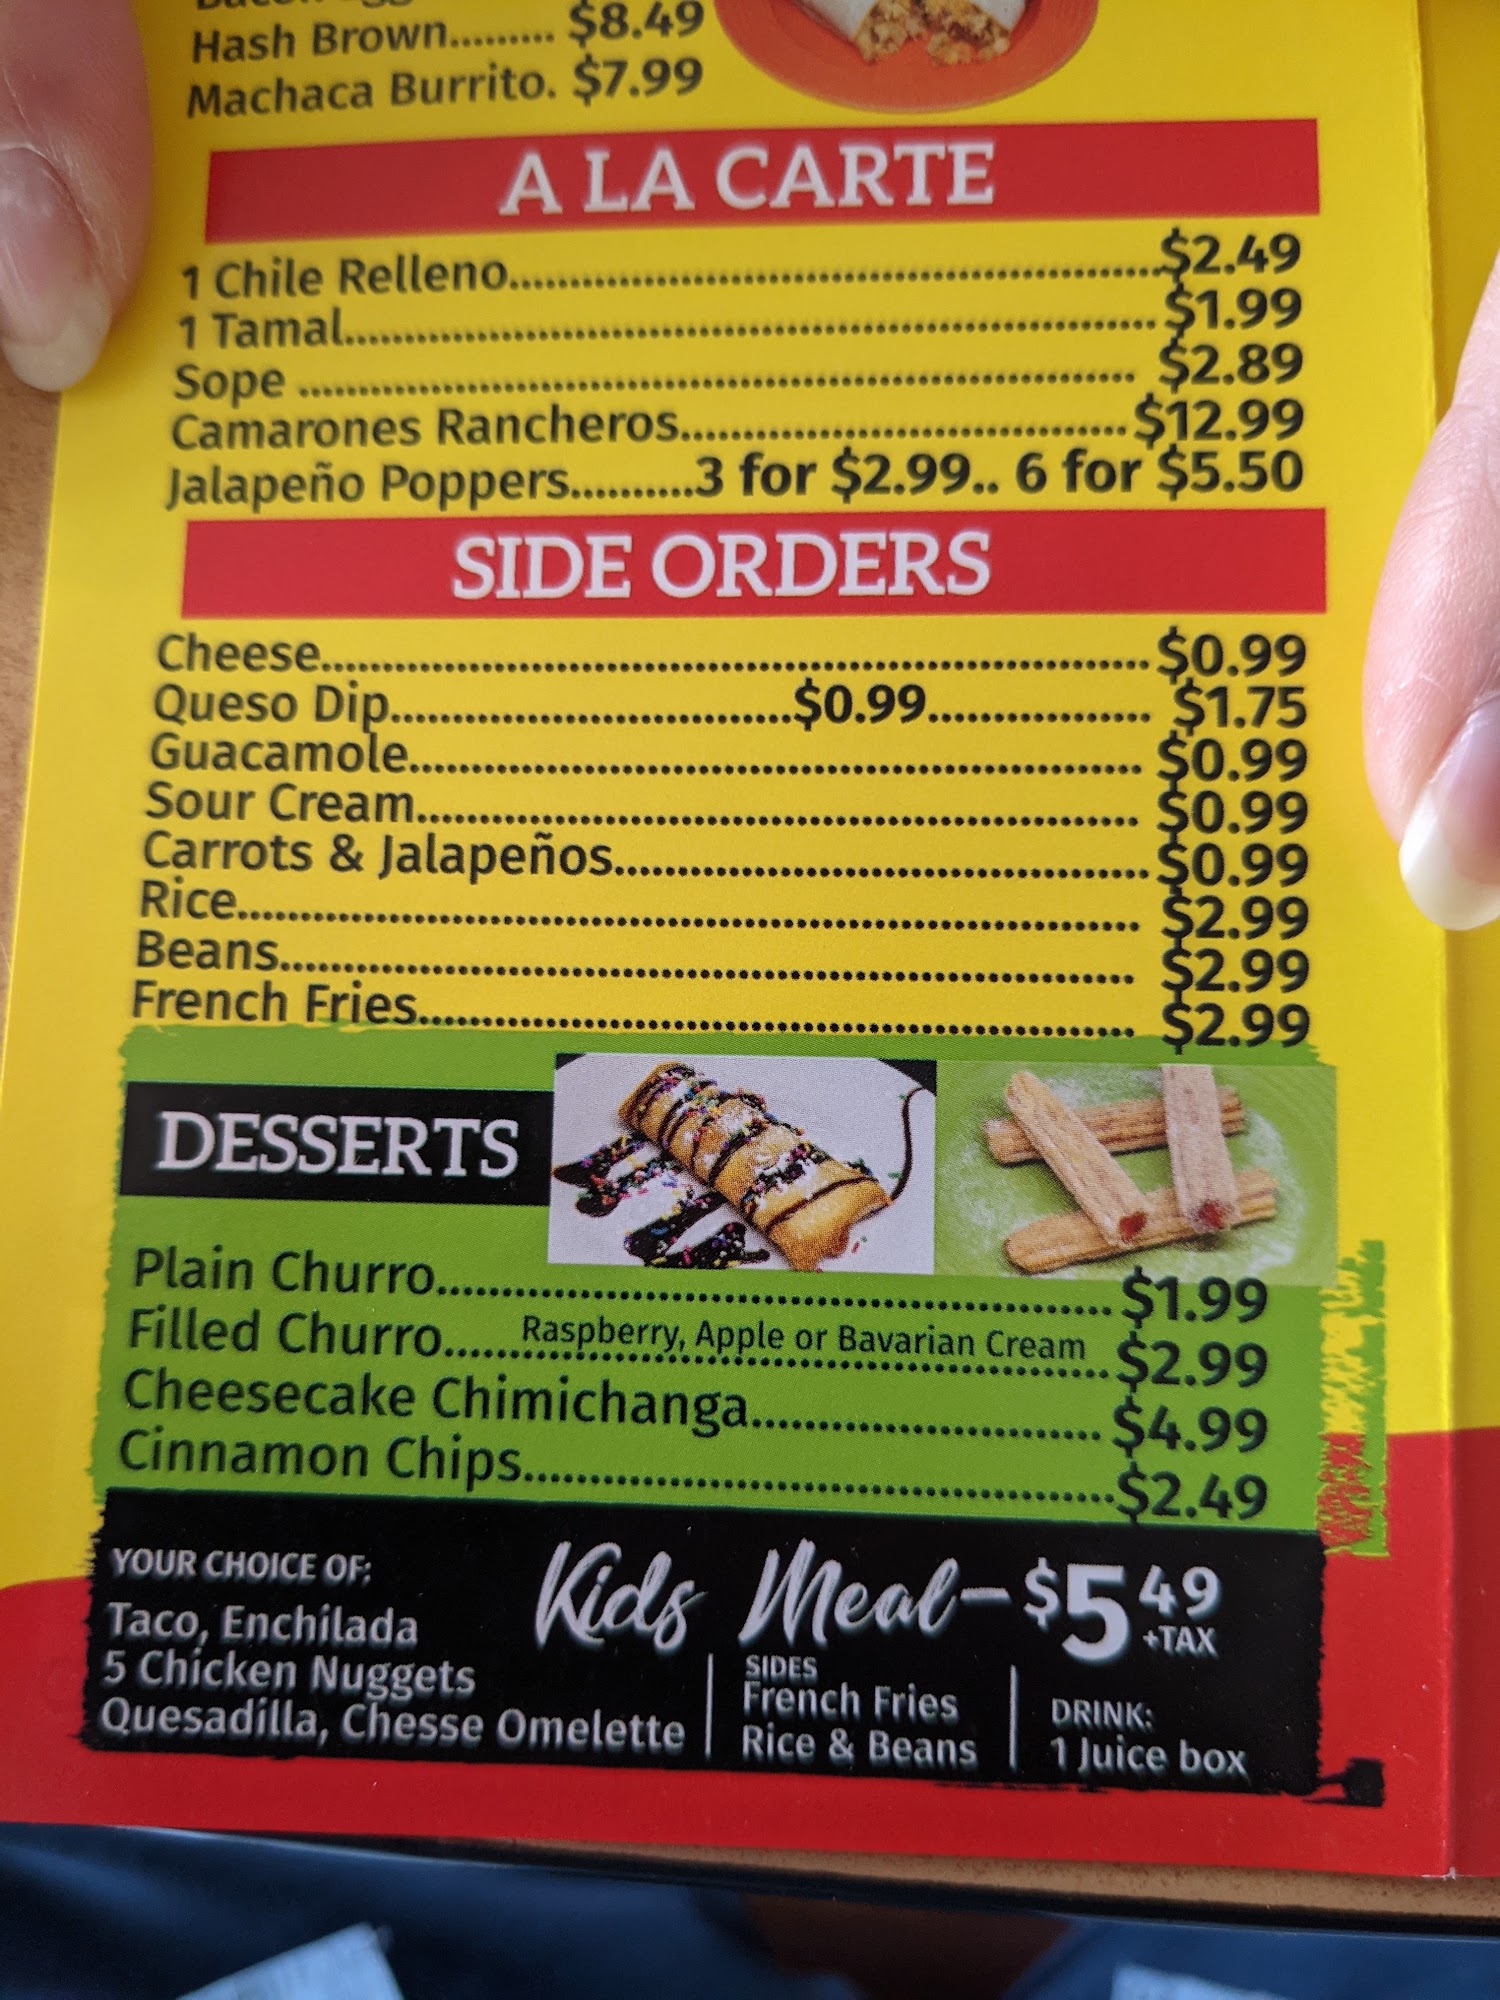 Hash Brown......... $8.49
Machaca Burrito. $7.99
A LA CARTE
1 Chile Relleno.......................................................$2.49
1 Tamal.................................................................... $1.99
Sope ...................................................................... $2.89
Camarones Rancheros.....................................$12.99
Jalapeño Poppers..........3 for $2.99.. 6 for $5.50
SIDE ORDERS
Cheese......................................................................$0.99
Queso Dip..................................$0.99................... $1.75
Guacamole.............................................................. $0.99
Sour Cream............................................................. $0.99
Carrots & Jalapeños.............................................$0.99
Rice............................................................................ $2.99
Beans........................................................................ $2.99
French Fries............................................................ $2.99
DESSERTS
Plain Churro.........................................................$1.99
Filled Churro.....Raspberry, Apple or Bavarian Cream..$2.99
Cheesecake Chimichanga.............................. $4.99
Cinnamon Chips..................................................$2.49
Kids Meal-$5 49 +TAX
YOUR CHOICE OF:
Taco, Enchilada
5 Chicken Nuggets
Quesadilla, Chesse Omelette
SIDES
French Fries
Rice & Beans
DRINK:
1 Juice box